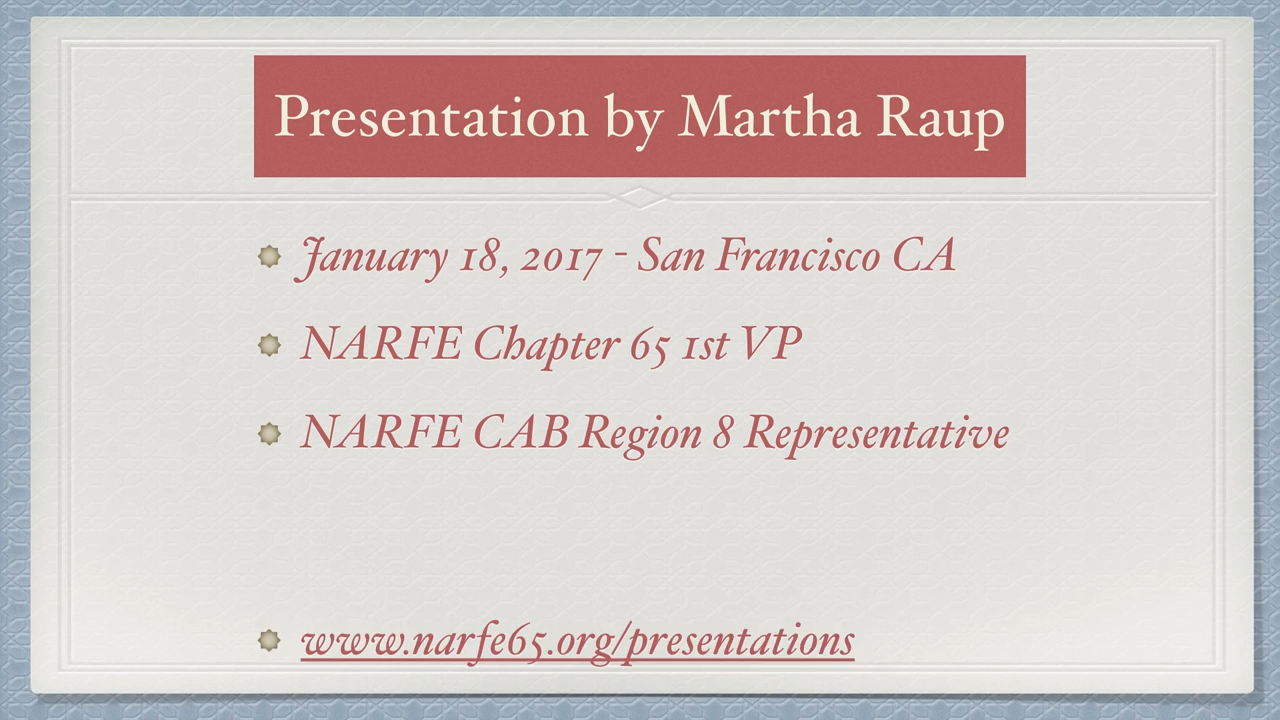 Presentation by Martha Raup
January 18, 2017 - San Francisco CA
NARFE Chapter 65 1st VP
NARFE CAB Region 8 Representative
www.narfe65.org/presentations